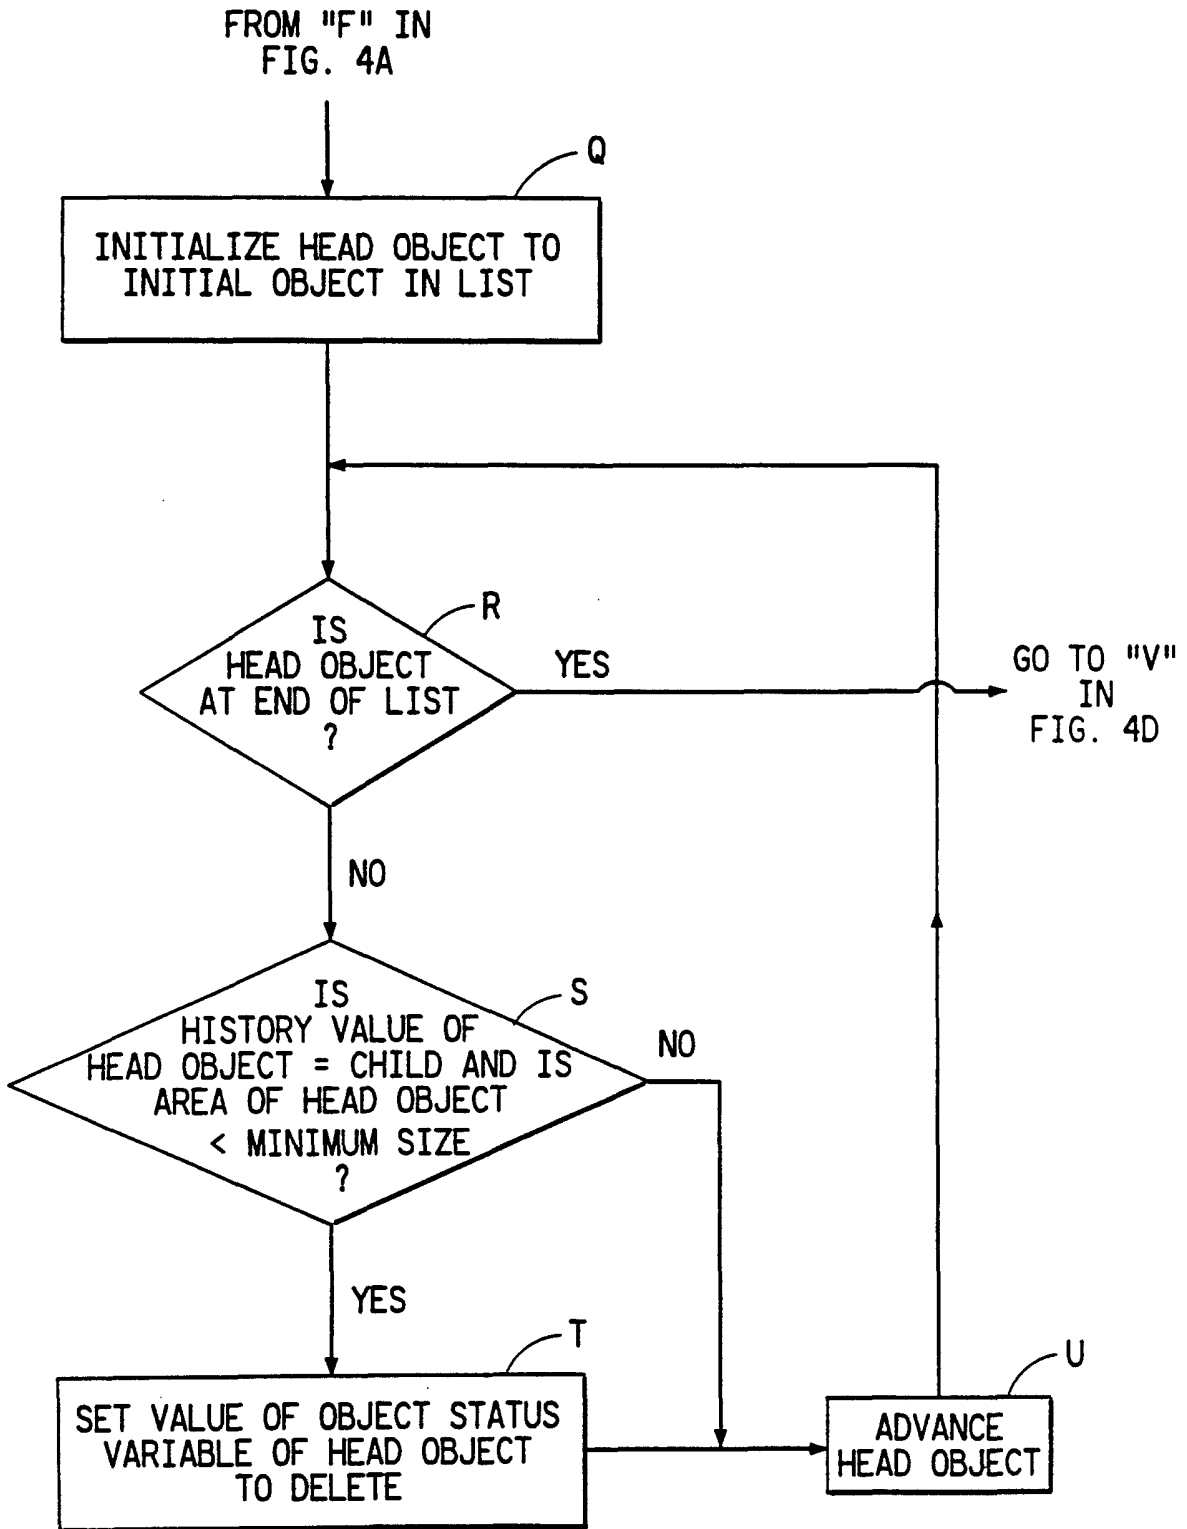 FROM "F" IN
FIG. 4A
Q
INITIALIZE HEAD OBJECT TO
INITIAL OBJECT IN LIST
R
IS
HEAD OBJECT
AT END OF LIST
?
YES
GO TO "V"
IN
FIG. 4D
NO
S
IS
HISTORY VALUE OF
HEAD OBJECT = CHILD AND IS
AREA OF HEAD OBJECT
< MINIMUM SIZE
?
NO
YES
T
SET VALUE OF OBJECT STATUS
VARIABLE OF HEAD OBJECT
TO DELETE
U
ADVANCE
HEAD OBJECT